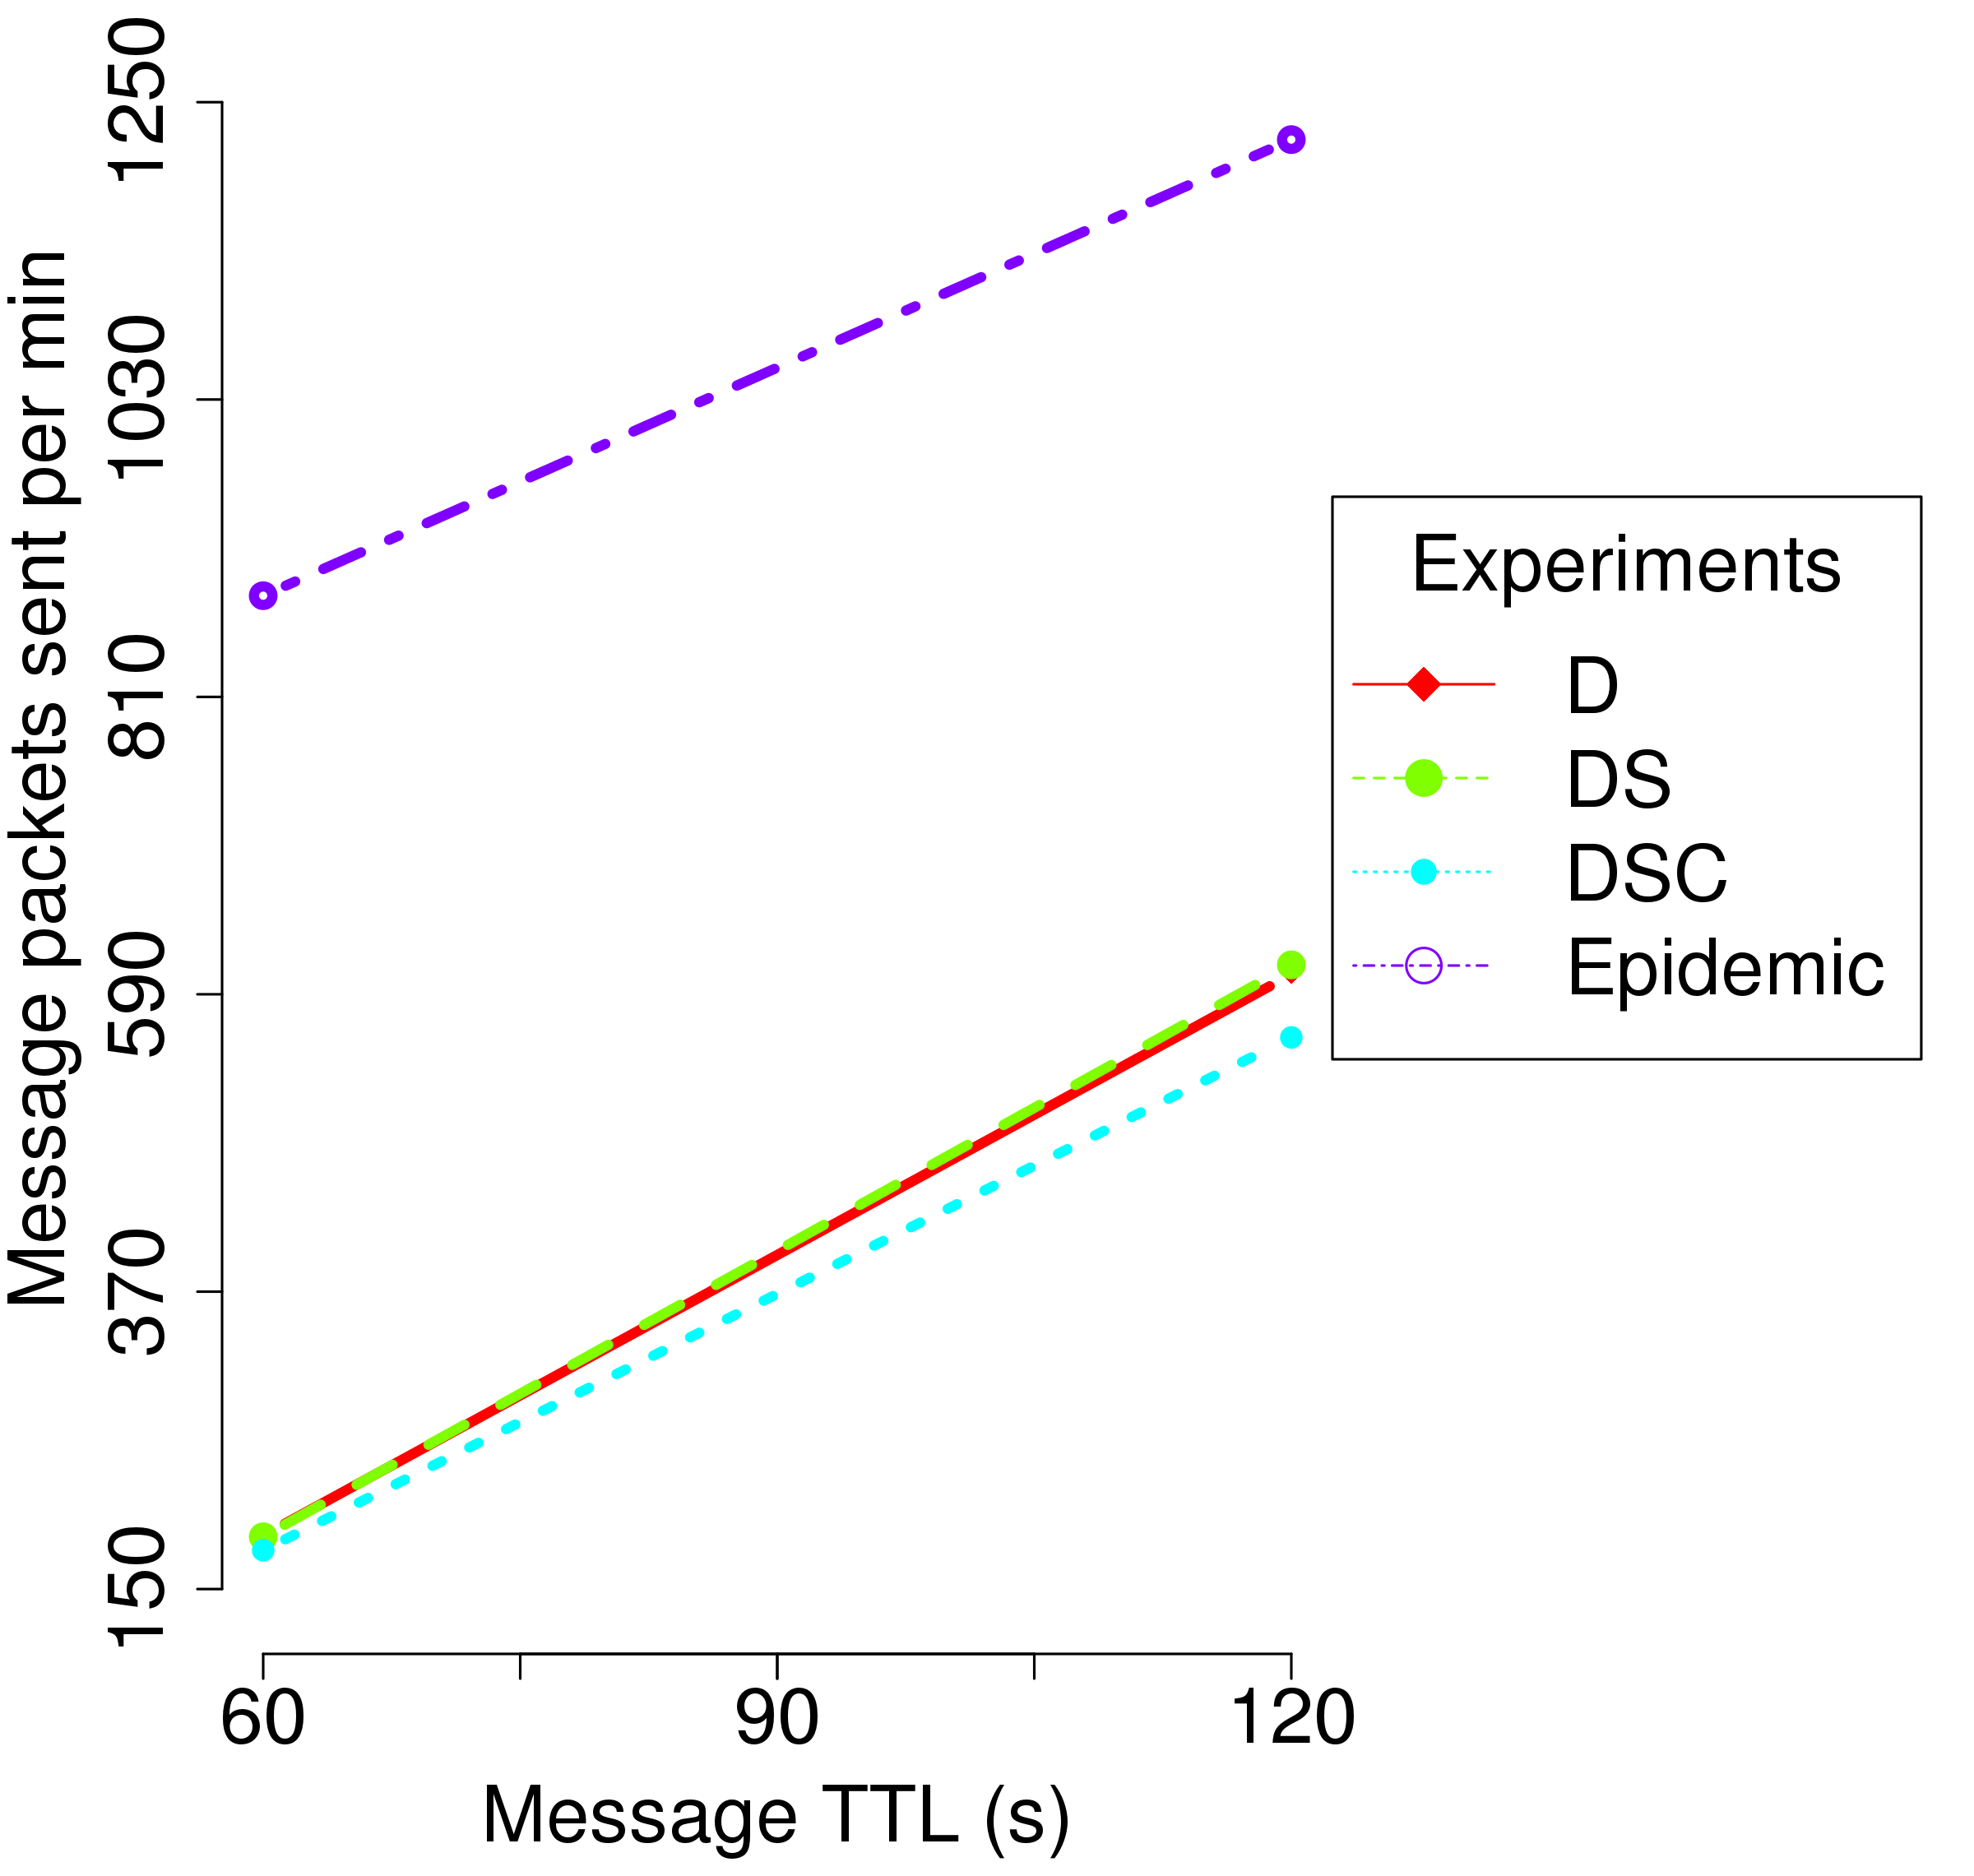 Message packets sent per min
1250
1030
810
590
370
150
60 90 120
Message TTL (s)
Experiments
D
DS
DSC
Epidemic